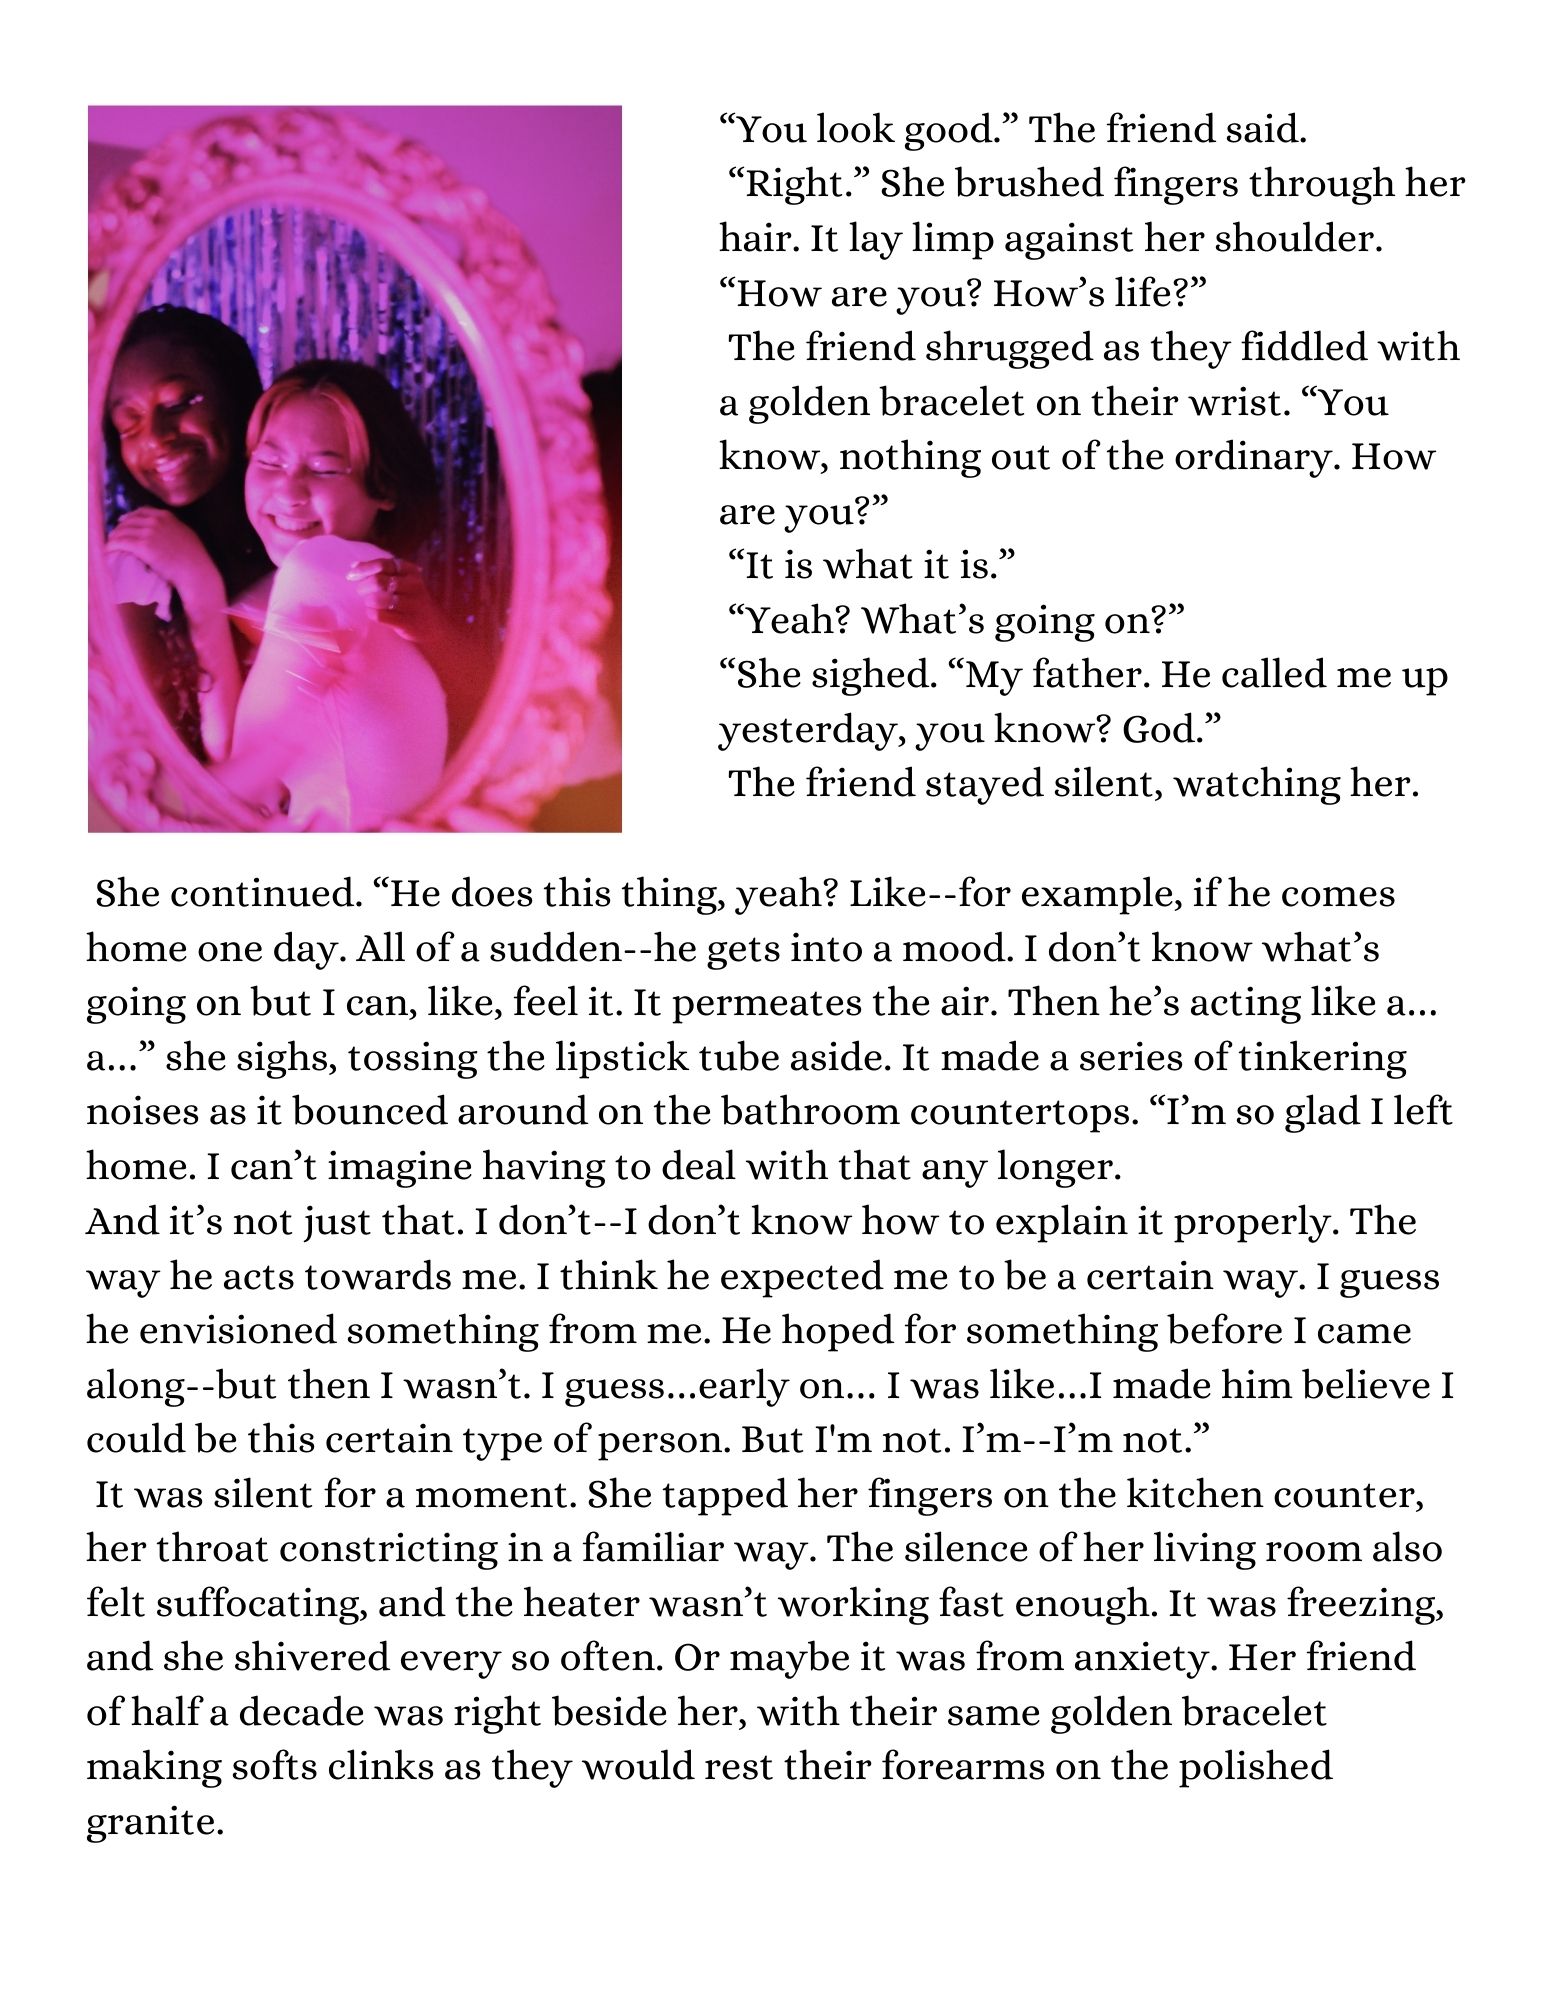 “You look good.” The friend said.
“Right.” She brushed fingers through her
hair. It lay limp against her shoulder.
“How are you? How’s life?”
The friend shrugged as they fiddled with
a golden bracelet on their wrist. “You
know, nothing out of the ordinary. How
are you?”
“It is what it is.”
“Yeah? What’s going on?”
“She sighed. “My father. He called me up
yesterday, you know? God.”
The friend stayed silent, watching her.
She continued. “He does this thing, yeah? Like--for example, if he comes
home one day. All of a sudden--he gets into a mood. I don’t know what’s
going on but I can, like, feel it. It permeates the air. Then he’s acting like a...
a...” she sighs, tossing the lipstick tube aside. It made a series of tinkering
noises as it bounced around on the bathroom countertops. “I’m so glad I left
home. I can’t imagine having to deal with that any longer.
And it’s not just that. I don’t--I don’t know how to explain it properly. The
way he acts towards me. I think he expected me to be a certain way. I guess
he envisioned something from me. He hoped for something before I came
along--but then I wasn’t. I guess...early on... I was like...I made him believe I
could be this certain type of person. But I'm not. I’m--I’m not.”
It was silent for a moment. She tapped her fingers on the kitchen counter,
her throat constricting in a familiar way. The silence of her living room also
felt suffocating, and the heater wasn’t working fast enough. It was freezing,
and she shivered every so often. Or maybe it was from anxiety. Her friend
of half a decade was right beside her, with their same golden bracelet
making softs clinks as they would rest their forearms on the polished
granite.